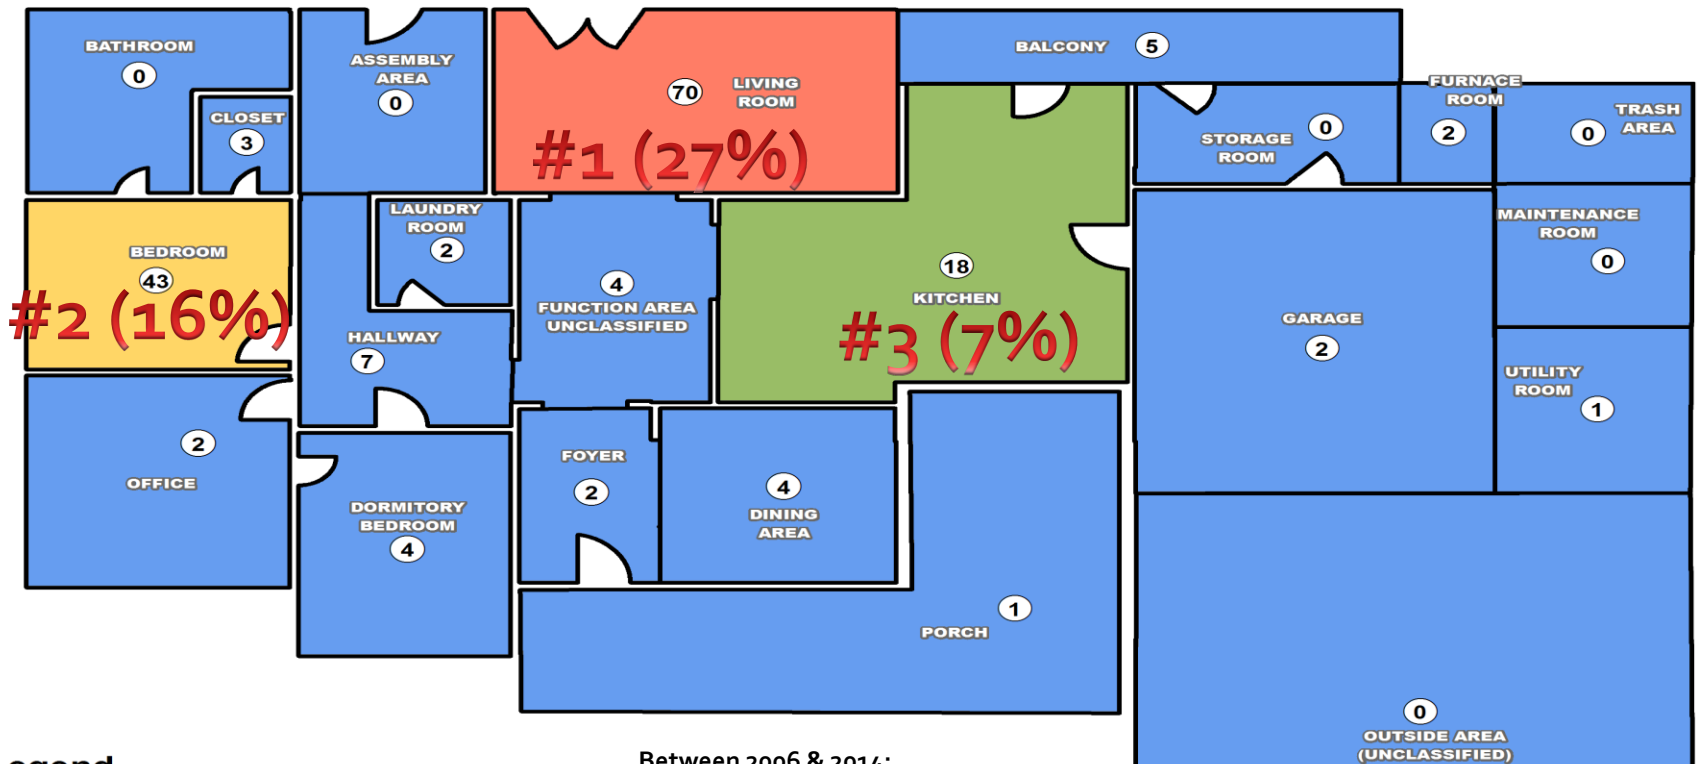 BATHROOM
0
CLOSET
3
ASSEMBLY
AREA
0
70
LIVING
ROOM
#1 (27%)
BALCONY 5
FURNACE
ROOM
2
TRASH
AREA
0
STORAGE
ROOM
0
BEDROOM
43
#2 (16%)
LAUNDRY
ROOM
2
HALLWAY
7
4
FUNCTION AREA
UNCLASSIFIED
18
KITCHEN
#3 (7%)
GARAGE
2
MAINTENANCE
ROOM
0
UTILITY
ROOM
1
2
OFFICE
DORMITORY
BEDROOM
4
FOYER
2
4
DINING
AREA
1
PORCH
0
OUTSIDE AREA
(UNCLASSIFIED)
Between 2006 & 2014: